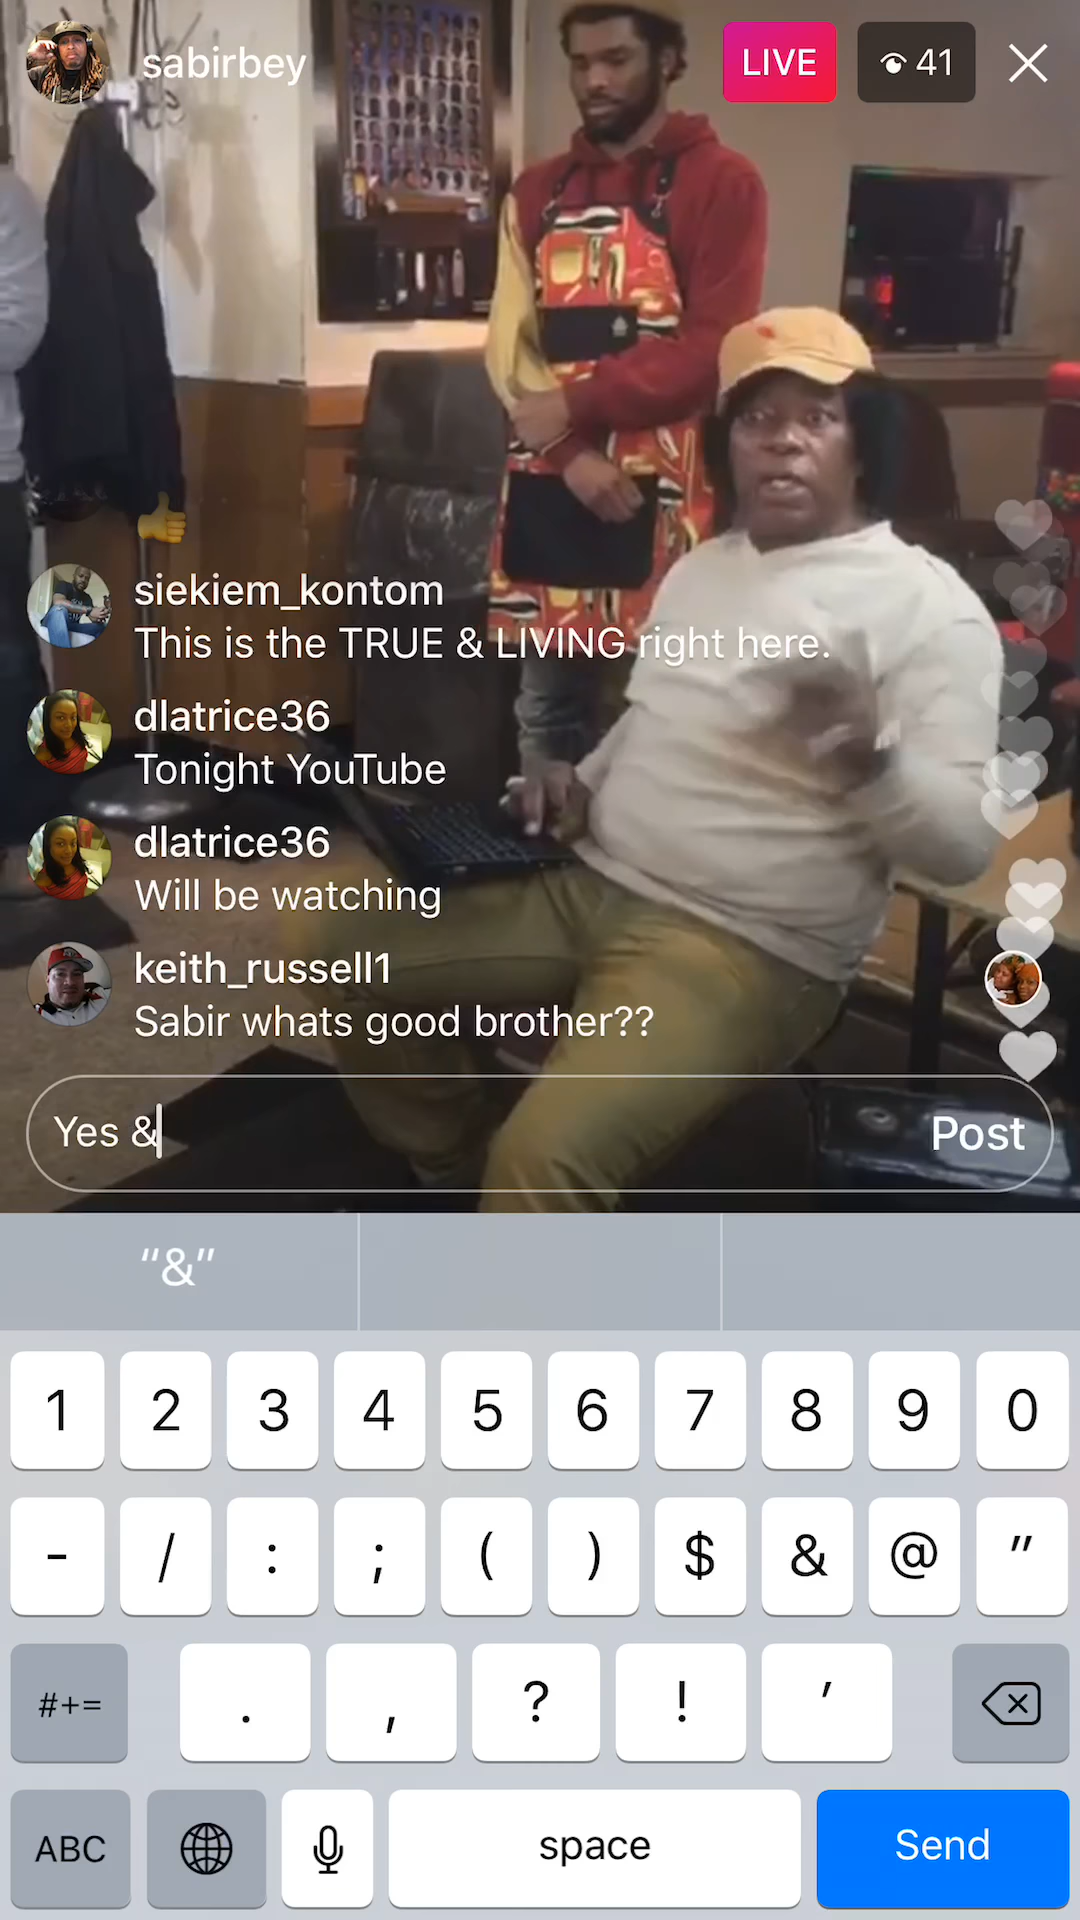 sabirbey
LIVE
41
siekiem_kontom
This is the TRUE & LIVING right here.
dlatrice36
Tonight YouTube
dlatrice36
Will be watching
keith_russell1
Sabir whats good brother??
Yes &
Post
“&”
1 2 3 4 5 6 7 8 9 0
- / : ; ( ) $ & @ "
#+= . , ? ! ′
ABC space Send